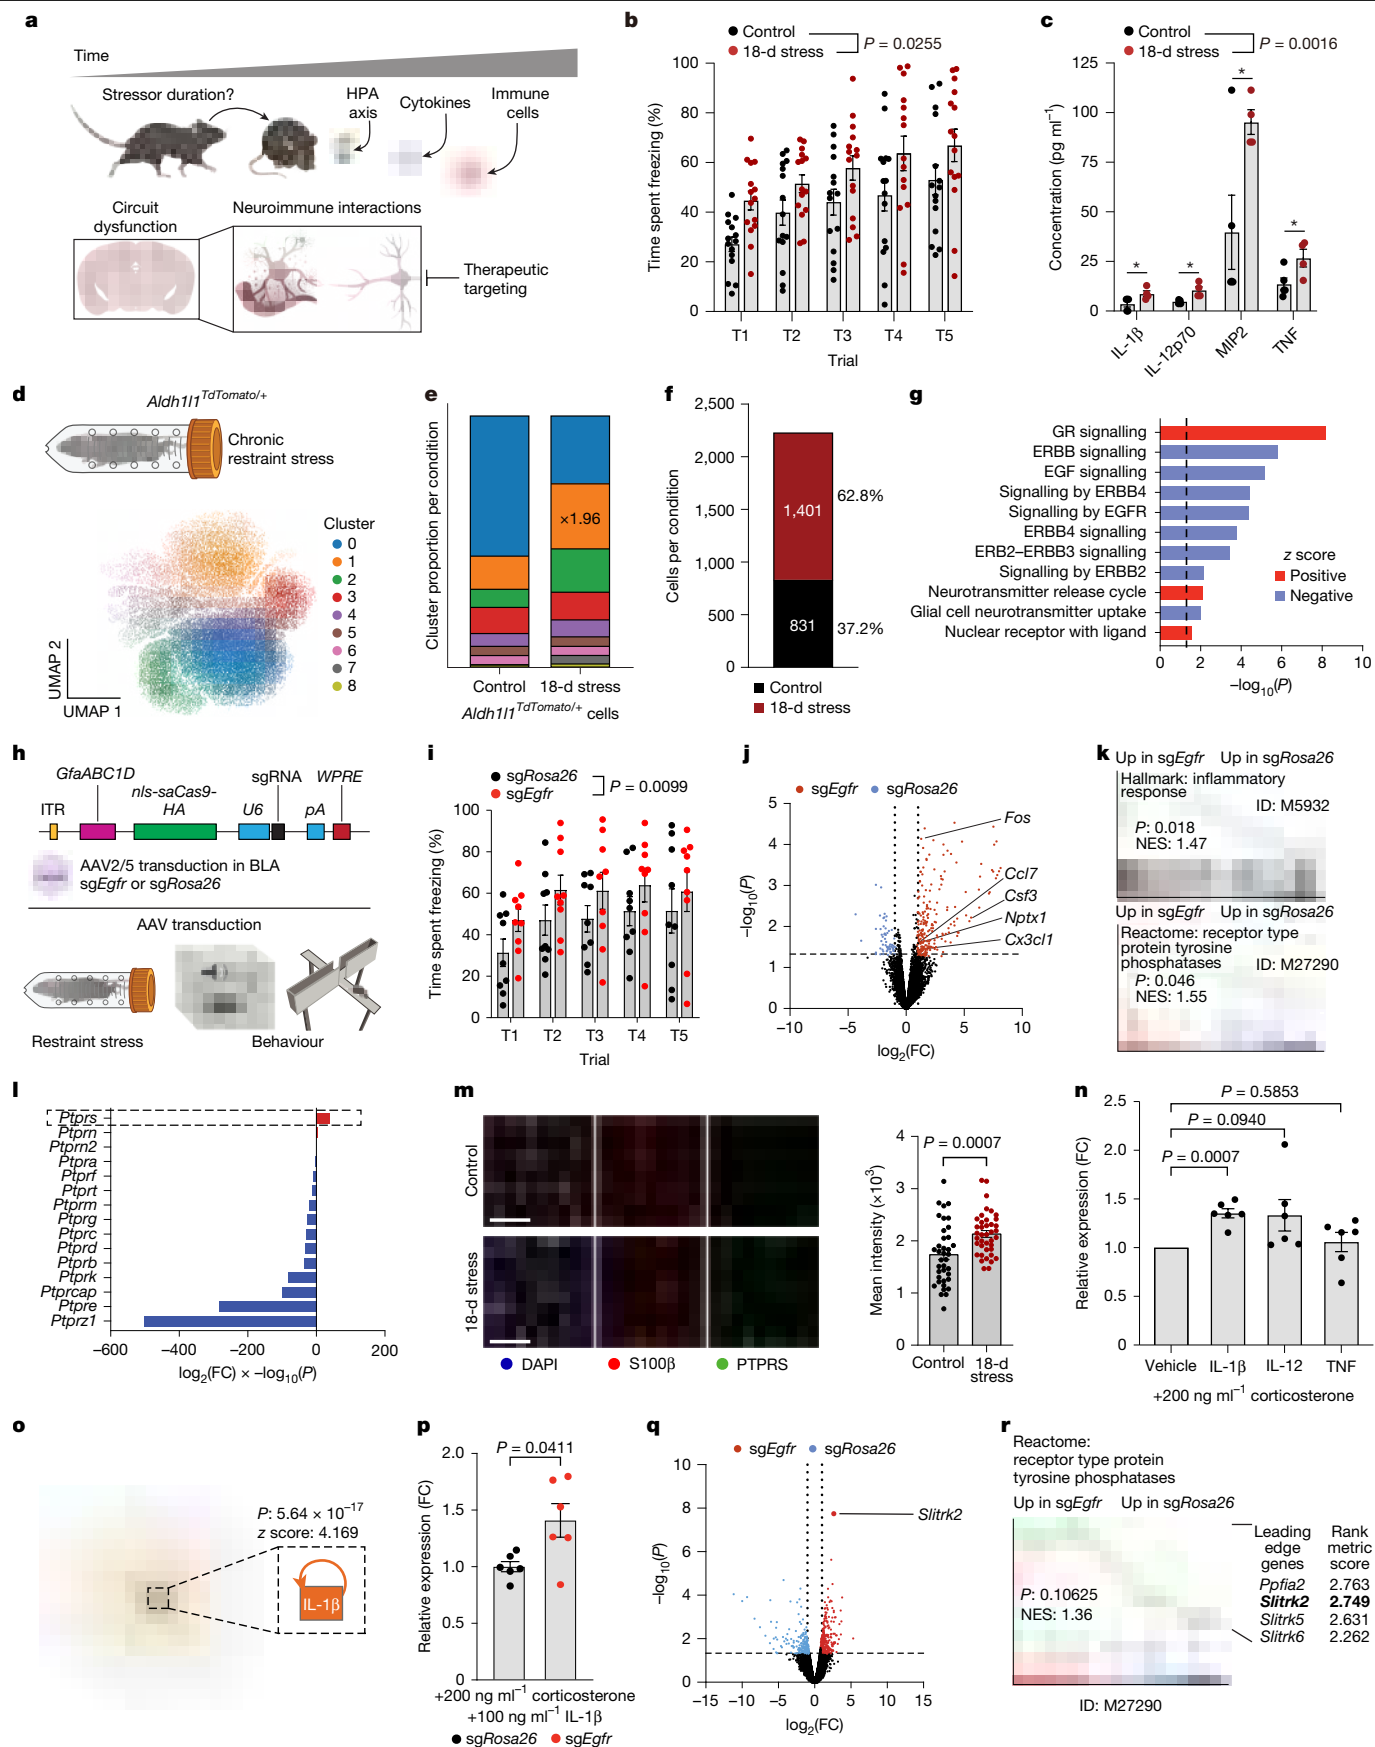 a
Time
Stressor duration?
HPA
axis
Cytokines
Immune
cells
Circuit
dysfunction
Neuroimmune interactions
Therapeutic
targeting
b
Control
18-d stress
P = 0.0255
Time spent freezing (%)
100
80
60
40
20
0
T1 T2 T3 T4 T5
Trial
c
Control
18-d stress
P = 0.0016
Concentration (pg ml−1)
125
100
75
50
25
0
* * * *
IL-1β
IL-12p70
MIP2
TNF
d
Aldh1l1TdTomato/+
Chronic
restraint stress
Cluster
0
1
2
3
4
5
6
7
8
UMAP 2
UMAP 1
e
Cluster proportion per condition
×1.96
Control 18-d stress
Aldh1l1TdTomato/+ cells
f
Cells per condition
2,500
2,000
1,500
1,000
500
0
1,401
62.8%
831
37.2%
Control
18-d stress
g
GR signalling
ERBB signalling
EGF signalling
Signalling by ERBB4
Signalling by EGFR
ERBB4 signalling
ERB2–ERBB3 signalling
Signalling by ERBB2
Neurotransmitter release cycle
Glial cell neurotransmitter uptake
Nuclear receptor with ligand
z score
Positive
Negative
0 2 4 6 8 10
−log10(P)
h
GfaABC1D
sgRNA
WPRE
nls-saCas9-
HA
ITR
U6
pA
AAV2/5 transduction in BLA
sgEgfr or sgRosa26
AAV transduction
Restraint stress
Behaviour
i
sgRosa26
sgEgfr
P = 0.0099
Time spent freezing (%)
100
80
60
40
20
0
T1 T2 T3 T4 T5
Trial
j
sgEgfr sgRosa26
−log10(P)
5
4
3
2
1
0
Fos
Ccl7
Csf3
Nptx1
Cx3cl1
−10 −5 0 5 10
log2(FC)
k
Up in sgEgfr Up in sgRosa26
Hallmark: inflammatory
response
ID: M5932
P: 0.018
NES: 1.47
Up in sgEgfr Up in sgRosa26
Reactome: receptor type
protein tyrosine
phosphatases
ID: M27290
P: 0.046
NES: 1.55
l
Ptprs
Ptprn
Ptprn2
Ptpra
Ptprf
Ptprt
Ptprm
Ptprg
Ptprc
Ptprd
Ptprb
Ptprk
Ptprcap
Ptpre
Ptprz1
−600 −400 −200 0 200
log2(FC) × −log10(P)
m
Control
18-d stress
DAPI S100β PTPRS
Mean intensity (×103)
P = 0.0007
4
3
2
1
0
Control 18-d
stress
n
P = 0.5853
P = 0.0940
P = 0.0007
Relative expression (FC)
2.5
2.0
1.5
1.0
0.5
0
Vehicle IL-1β IL-12 TNF
+200 ng ml−1 corticosterone
o
P: 5.64 × 10−17
z score: 4.169
IL-1β
p
P = 0.0411
Relative expression (FC)
2.0
1.5
1.0
0.5
0
+200 ng ml−1 corticosterone
+100 ng ml−1 IL-1β
sgRosa26 sgEgfr
q
sgEgfr sgRosa26
−log10(P)
10
8
6
4
2
0
Slitrk2
−15 −10 −5 0 5 10 15
log2(FC)
r
Reactome:
receptor type protein
tyrosine phosphatases
Up in sgEgfr Up in sgRosa26
P: 0.10625
NES: 1.36
ID: M27290
Leading
edge
genes
Rank
metric
score
Ppfia2 2.763
Slitrk2 2.749
Slitrk5 2.631
Slitrk6 2.262